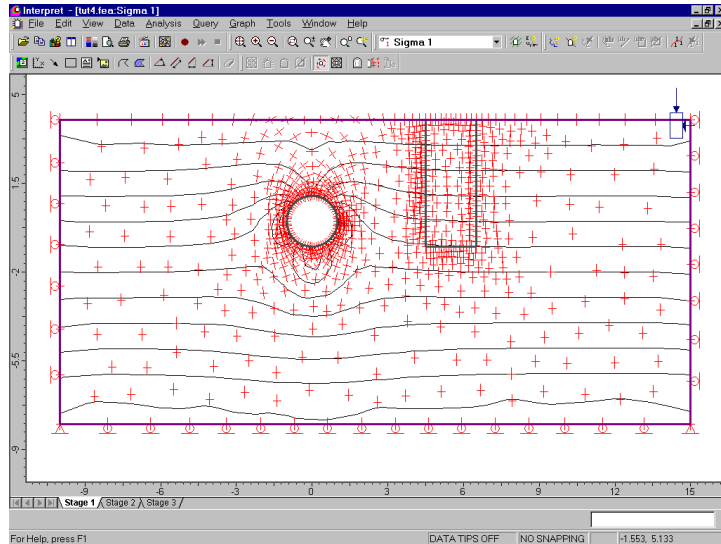 Interpret - [tut4.fea:Sigma 1]
File Edit View Data Analysis Query Graph Tools Window Help
Sigma 1
5
1.5
-2
-5.5
-9
-9 -6 -3 0 3 6 9 12 15
Stage 1 Stage 2 Stage 3
For Help, press F1 DATA TIPS OFF NO SNAPPING -1.553, 5.133